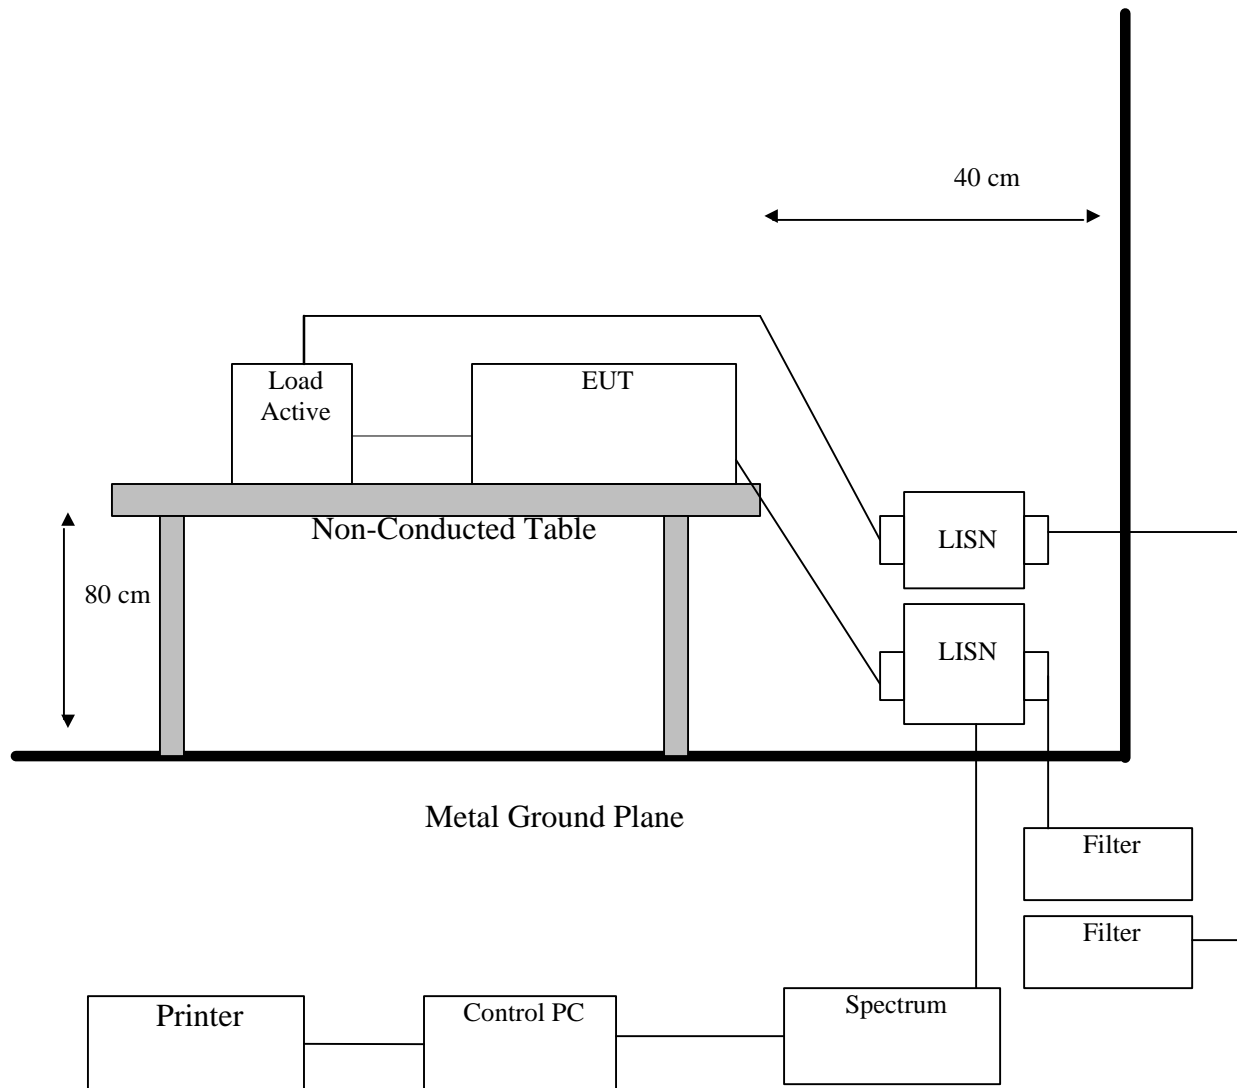 40 cm
Load
Active
EUT
Non-Conducted Table
LISN
80 cm
LISN
Metal Ground Plane
Filter
Filter
Printer
Control PC
Spectrum